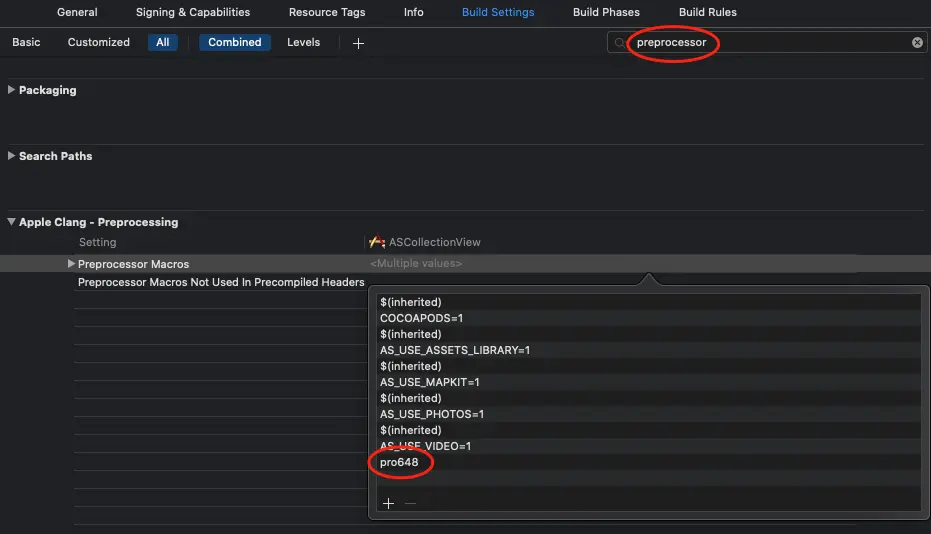 General Signing & Capabilities Resource Tags Info Build Settings Build Phases Build Rules
Basic Customized All Combined Levels + preprocessor
Packaging
Search Paths
Apple Clang - Preprocessing
Setting ASCollectionView
Preprocessor Macros <Multiple values>
Preprocessor Macros Not Used In Precompiled Headers
$(inherited)
COCOAPODS=1
$(inherited)
AS_USE_ASSETS_LIBRARY=1
$(inherited)
AS_USE_MAPKIT=1
$(inherited)
AS_USE_PHOTOS=1
$(inherited)
AS_USE_VIDEO=1
pro648